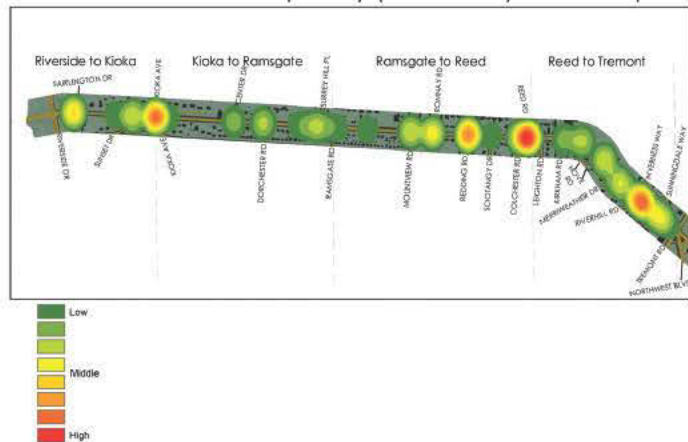 Riverside to Kioka
Kioka to Ramsgate
Ramsgate to Reed
Reed to Tremont
S ARLINGTON DR
RIVERSIDE DR
SUNSET DR
KIOKA AVE
KIOKA AVE
CENTER DR
DORCHESTER RD
SURREY HILL PL
RAMSGATE RD
MOUNTVIEW RD
ROMNAY RD
REDDING RD
SQUTANGY DR
COLCHESTER RD
REED RD
LEIGHTON RD
KIRKHAM RD
MERRIWEATHER DR
RIVERHILL RD
INVERNESS WAY
SUNNINGDALE WAY
TREMONT RD
NORTHWEST BLVD
Low
Middle
High